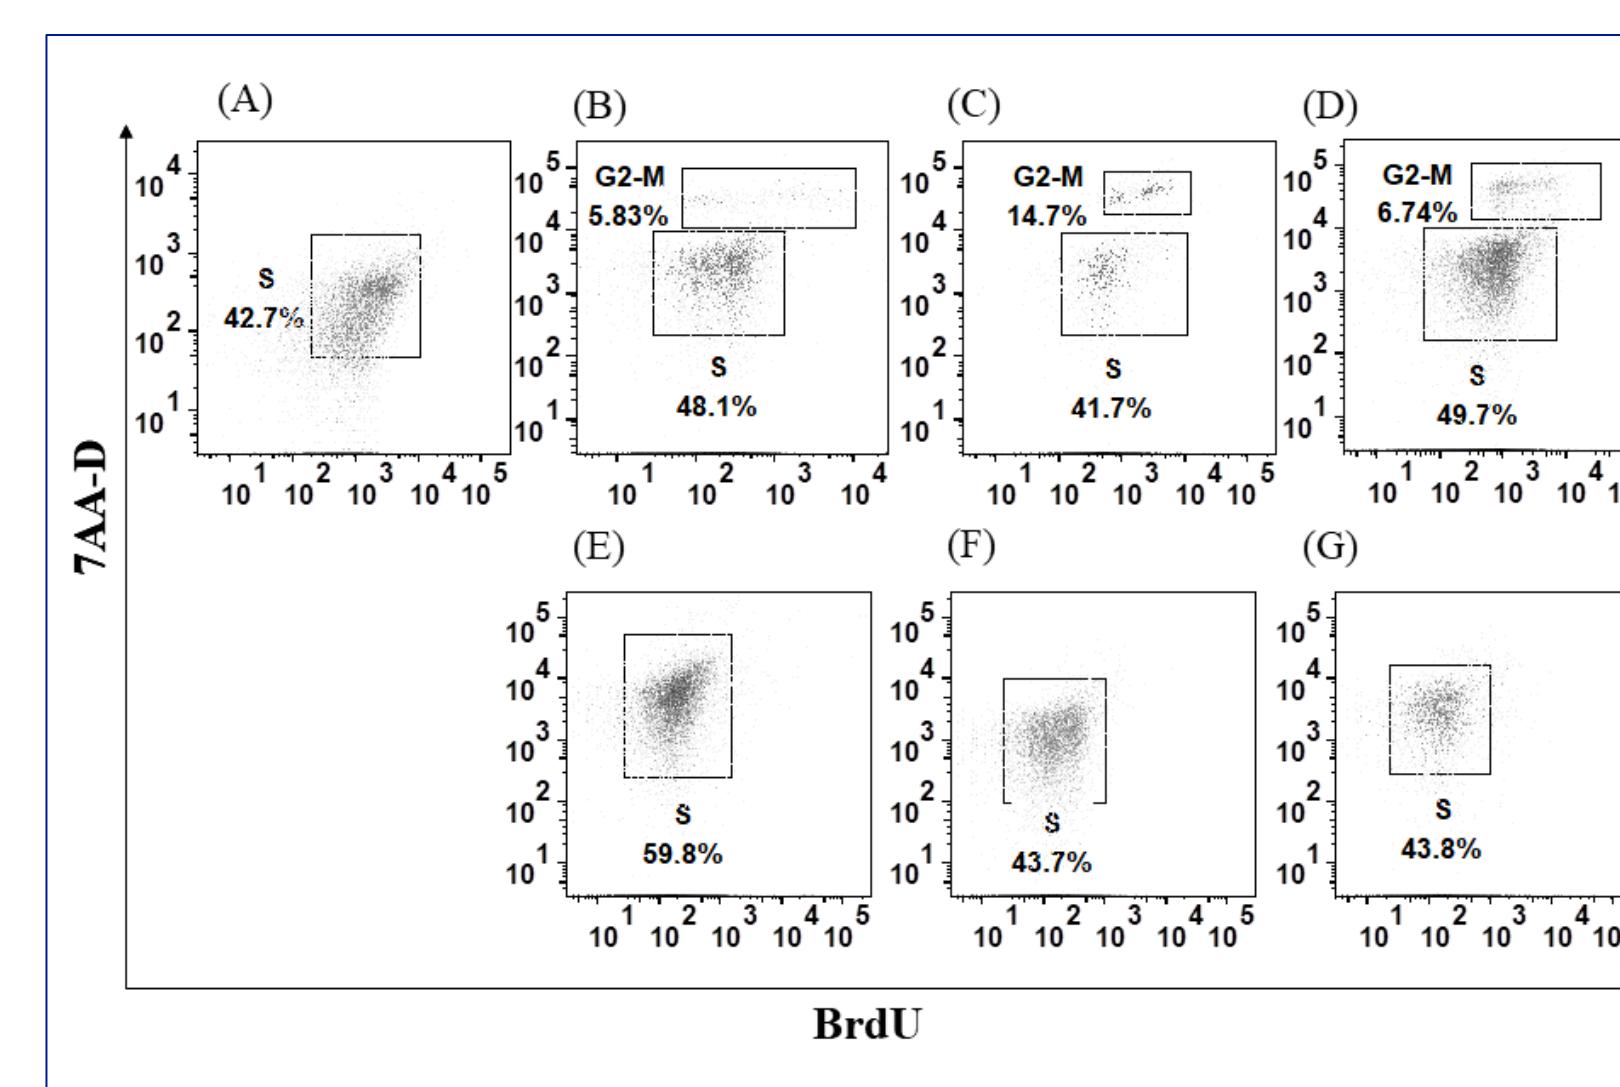 (A) (B) (C) (D)
10^4 10^3 10^2 10^1
S
42.7%
10^1 10^2 10^3 10^4 10^5
10^5 10^4 10^3 10^2 10^1
G2-M
5.83%
S
48.1%
10^1 10^2 10^3 10^4
10^5 10^4 10^3 10^2 10^1
G2-M
14.7%
S
41.7%
10^1 10^2 10^3 10^4 10^5
10^5 10^4 10^3 10^2 10^1
G2-M
6.74%
S
49.7%
10^1 10^2 10^3 10^4 1
7AA-D
(E) (F) (G)
10^5 10^4 10^3 10^2 10^1
S
59.8%
10^1 10^2 10^3 10^4 10^5
10^5 10^4 10^3 10^2 10^1
S
43.7%
10^1 10^2 10^3 10^4 10^5
10^5 10^4 10^3 10^2 10^1
S
43.8%
10^1 10^2 10^3 10^4 10
BrdU